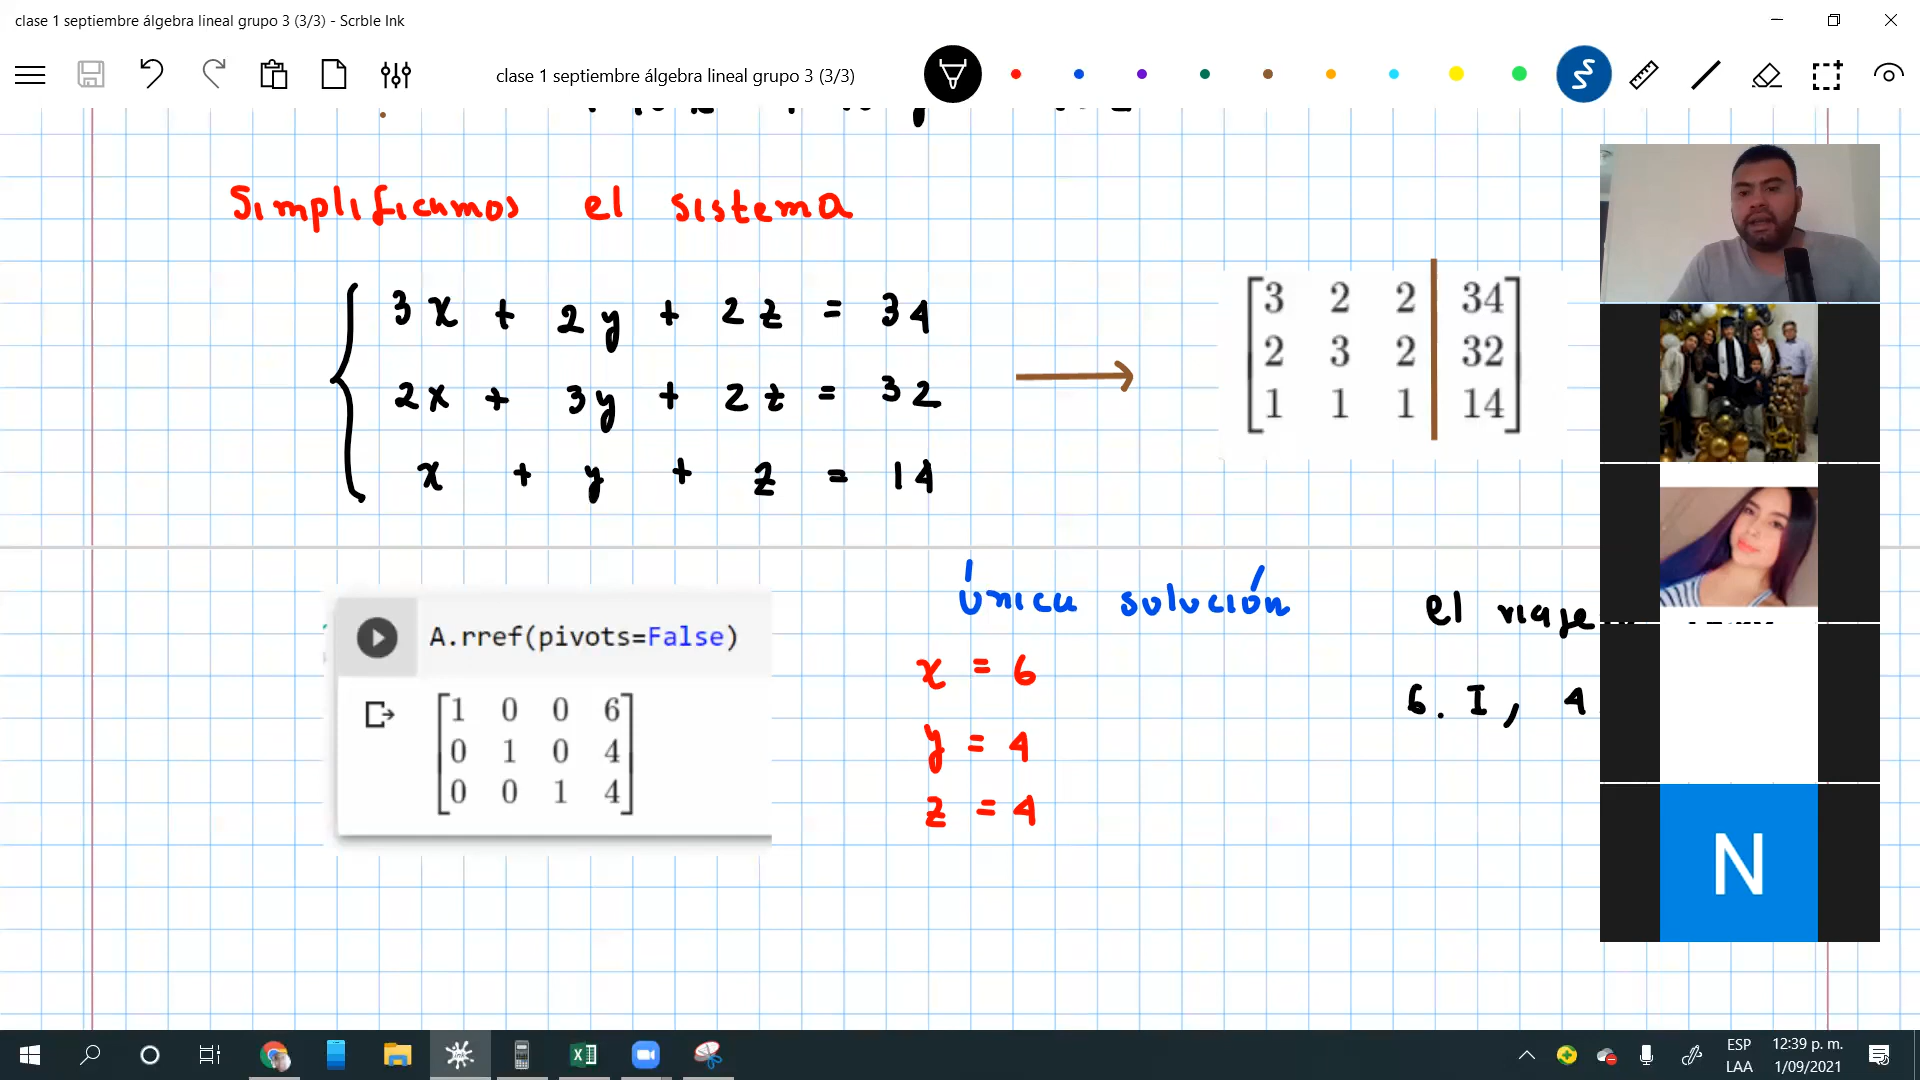 clase 1 septiembre álgebra lineal grupo 3 (3/3) - Scrble Ink
clase 1 septiembre álgebra lineal grupo 3 (3/3)
Simplificamos el sistema
3x + 2y + 2z = 34
2x + 3y + 2z = 32
x + y + z = 14
3 2 2 34
2 3 2 32
1 1 1 14
A.rref(pivots=False)
1 0 0 6
0 1 0 4
0 0 1 4
única solución
x = 6
y = 4
z = 4
el
6. I, 4
N
ESP
LAA
12:39 p. m.
1/09/2021